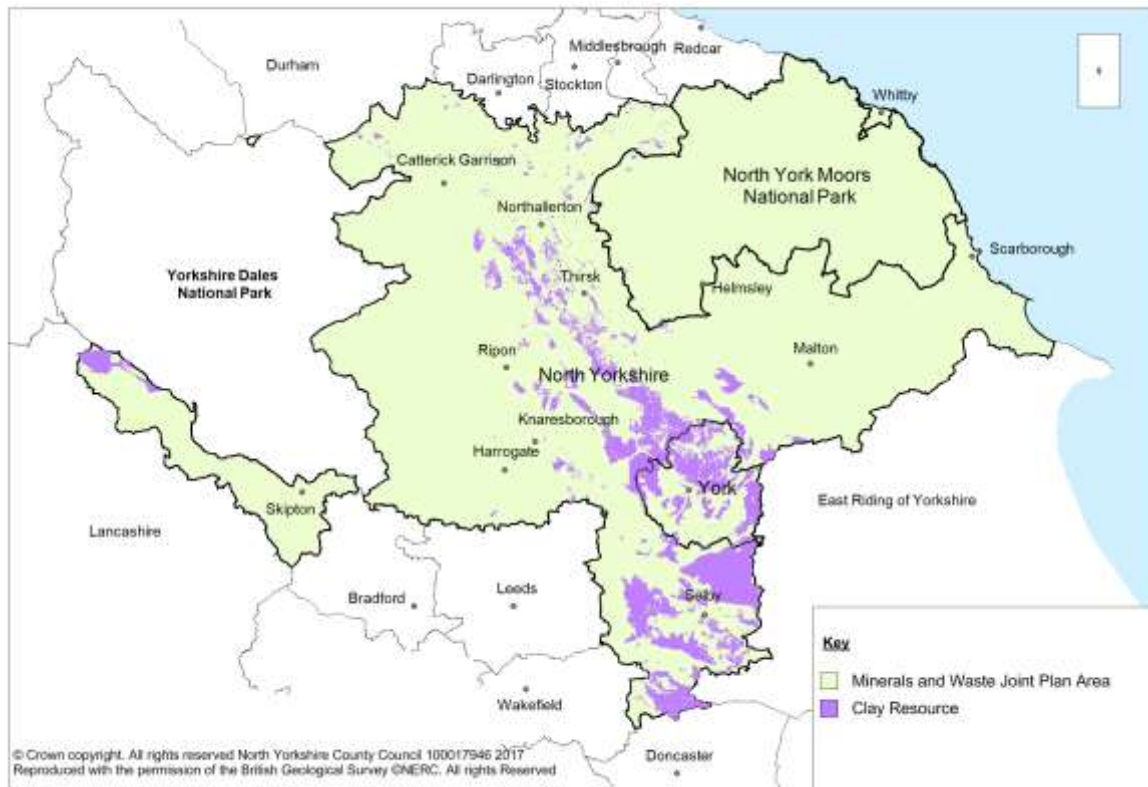 Durham
Middlesbrough
Redcar
Darlington
Stockton
Whitby
Catterick Garrison
North York Moors
National Park
Northallerton
Scarborough
Yorkshire Dales
National Park
Thirsk
Helmsley
Ripon
North Yorkshire
Malton
Knaresborough
Harrogate
York
Skipton
East Riding of Yorkshire
Lancashire
Bradford
Leeds
Selby
Wakefield
Doncaster
Key
Minerals and Waste Joint Plan Area
Clay Resource
© Crown copyright. All rights reserved North Yorkshire County Council 100017946 2017
Reproduced with the permission of the British Geological Survey ©NERC. All rights Reserved